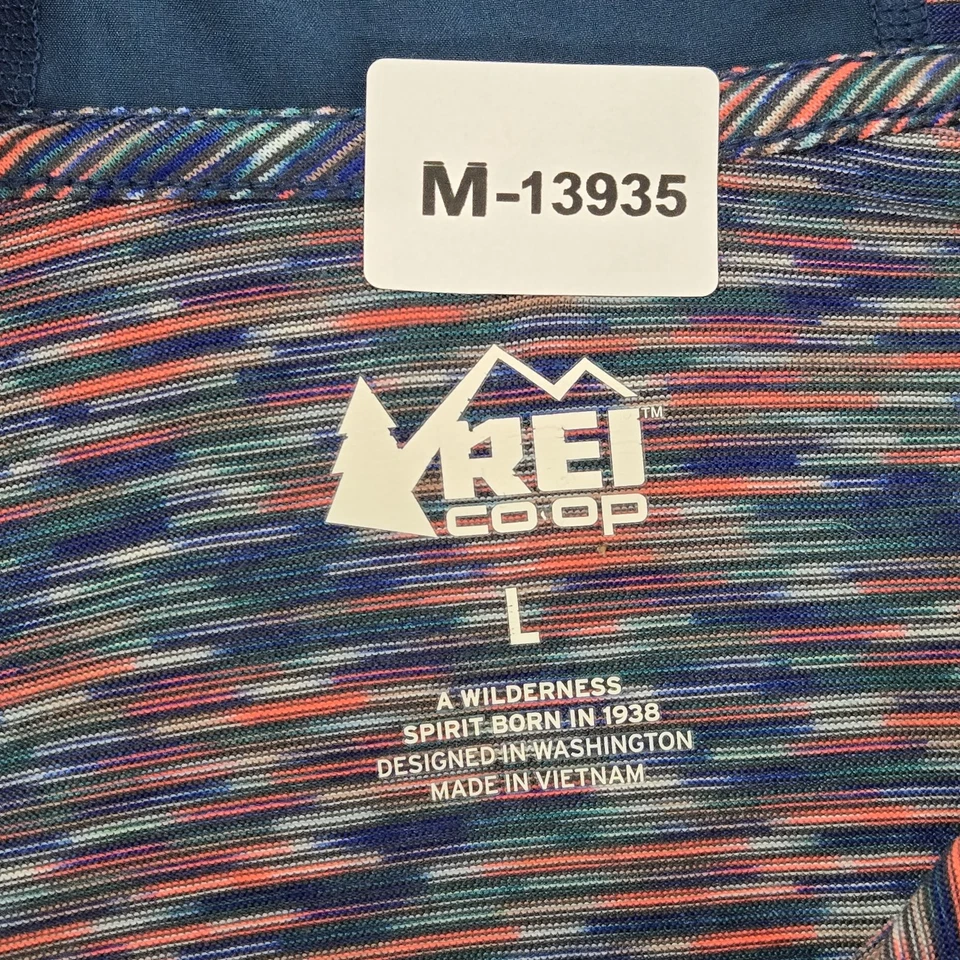 M-13935
REI™
co·op
L
A WILDERNESS
SPIRIT BORN IN 1938
DESIGNED IN WASHINGTON
MADE IN VIETNAM